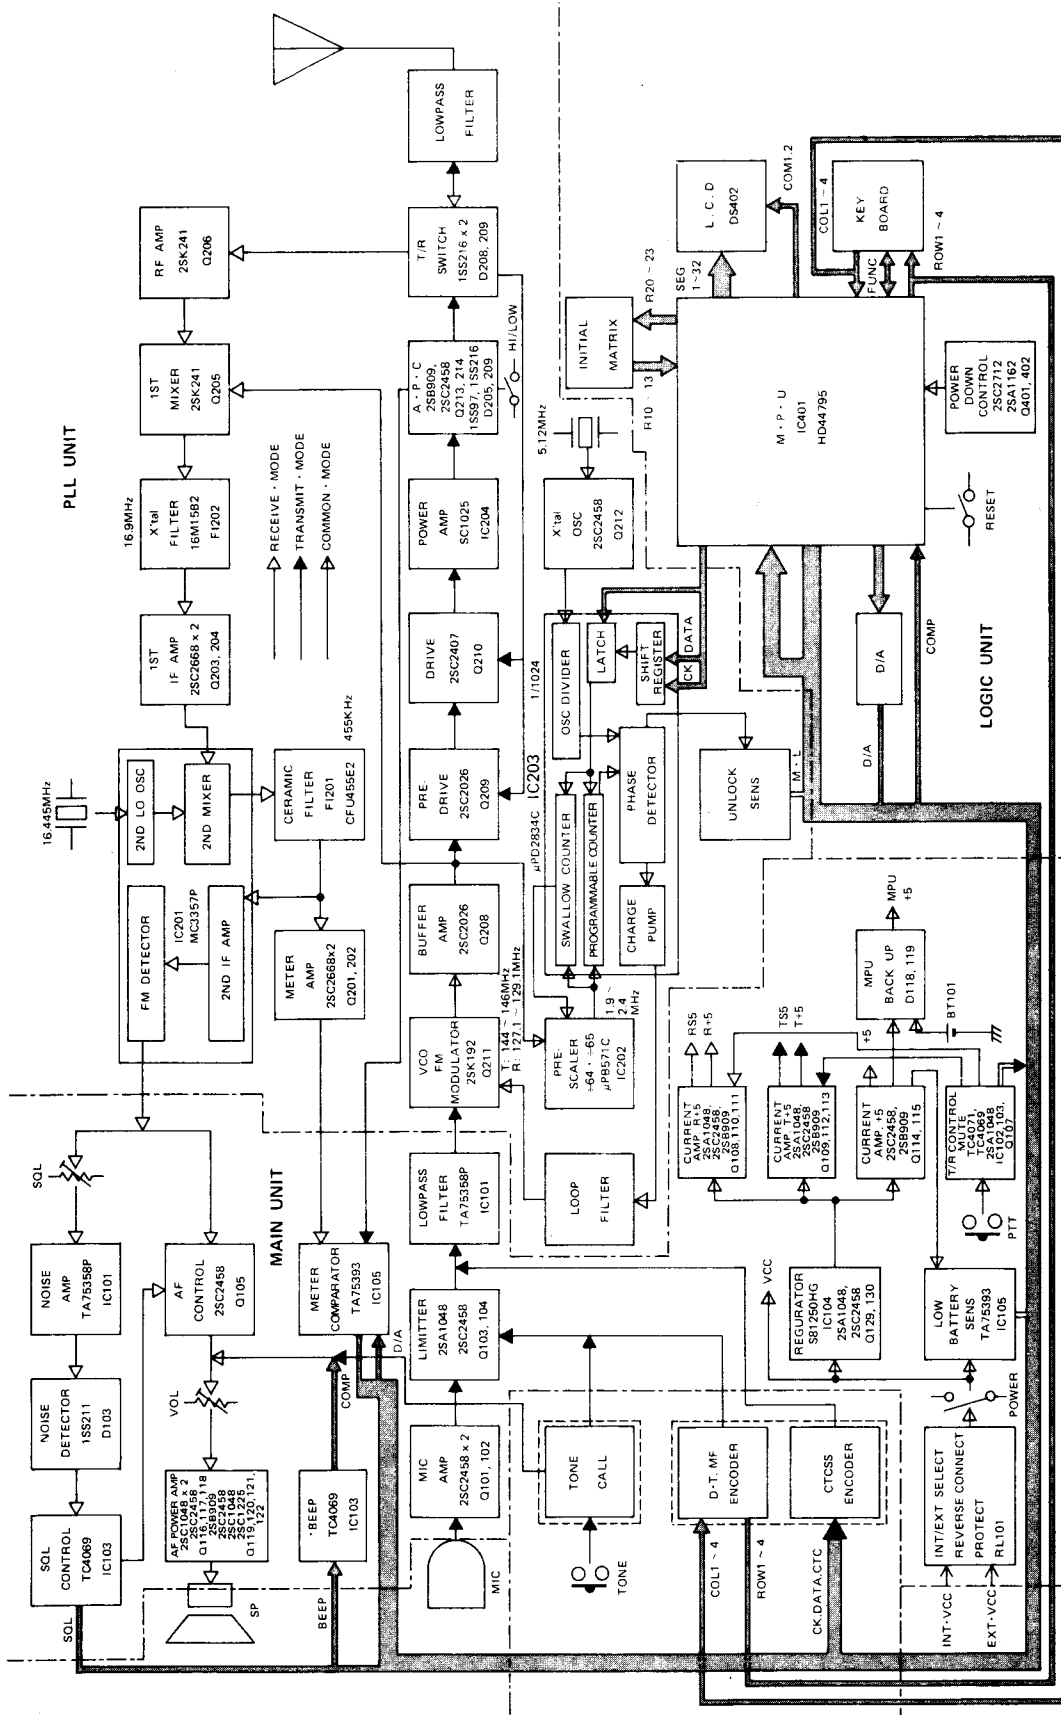 PLL UNIT
16.445MHz
2ND LO OSC
2ND MIXER
FM DETECTOR
IC201
MC3357P
2ND IF AMP
1ST
IF AMP
2SC2668 x 2
Q203, 204
16.9MHz
X'tal
FILTER
16M15B2
FI202
1ST
MIXER
2SK241
Q205
RF AMP
2SK241
Q206
CERAMIC
FILTER
FI201
CFU455E2
455KHz
METER
AMP
2SC2668x2
Q201, 202
RECEIVE · MODE
TRANSMIT · MODE
COMMON · MODE
LOWPASS
FILTER
T/R
SWITCH
1SS216 x 2
D208, 209
A · P · C
2SB909,
2SC2458
Q213, 214
1SS97, 1SS216
D205, 209
HI/LOW
POWER
AMP
SC1025
IC204
DRIVE
2SC2407
Q210
PRE-
DRIVE
2SC2026
Q209
BUFFER
AMP
2SC2026
Q208
VCO
FM
MODULATOR
2SK192
Q211
T: 144 ~ 146MHz
R: 127.1 ~ 129.1MHz
LOWPASS
FILTER
TA75358P
IC101
LIMITTER
2SA1048
2SC2458
Q103, 104
MIC
AMP
2SC2458 x 2
Q101, 102
MIC
MAIN UNIT
SQL
NOISE
AMP
TA75358P
IC101
NOISE
DETECTOR
1SS211
D103
SQL
CONTROL
TC4069
IC103
SQL
AF
CONTROL
2SC2458
Q105
VOL
AF POWER AMP
2SC1048 x 2
2SC2458
Q116, 117, 118
2SB909
2SC2458
2SC1048
2SC1225
Q119, 120, 121,
122
SP
METER
COMPARATOR
TA75393
IC105
D/A
COMP
BEEP
TC4069
IC103
BEEP
TONE
CALL
TONE
D·T. MF
ENCODER
CTCSS
ENCODER
COL1 ~ 4
ROW1 ~ 4
CK.DATA.CTC
LOOP
FILTER
PRE-
SCALER
÷64 · ÷65
μPB571C
IC202
1.9 ~
2.4
MHz
μPD2834C
IC203
1/1024
SWALLOW COUNTER
PROGRAMMABLE COUNTER
OSC DIVIDER
LATCH
SHIFT
REGISTER
CK
DATA
PHASE
DETECTOR
CHARGE
PUMP
UNLOCK
SENS
M · L
5.12MHz
X'tal
OSC
2SC2458
Q212
INITIAL
MATRIX
R10 ~ 13
R20 ~ 23
M · P · U
IC401
HD44795
SEG
1~32
L. C. D
DS402
COM1.2
COL1 ~ 4
KEY
BOARD
FUNC
ROW1 ~ 4
POWER
DOWN
CONTROL
2SC2712
2SA1162
Q401, 402
RESET
D/A
D/A
COMP
LOGIC UNIT
CURRENT
AMP. R+5
2SA1048,
2SC2458,
2SB909
Q108, 110, 111
RS5
R+5
CURRENT
AMP T+5
2SA1048,
2SC2458
2SB909
Q109, 112, 113
TS5
T+5
CURRENT
AMP. +5
2SC2458,
2SB909
Q114, 115
+5
MPU
BACK UP
D118, 119
MPU
+5
BT101
T/R CONTROL
MUTE
TC4071,
TC4069
2SA1048
IC102, 103,
Q107
PTT
REGURATOR
S81250HG
IC104
2SA1048,
2SC2458
Q129, 130
VCC
LOW
BATTERY
SENS
TA75393
IC105
POWER
INT/EXT SELECT
REVERSE CONNECT
PROTECT
RL101
INT·VCC
EXT·VCC